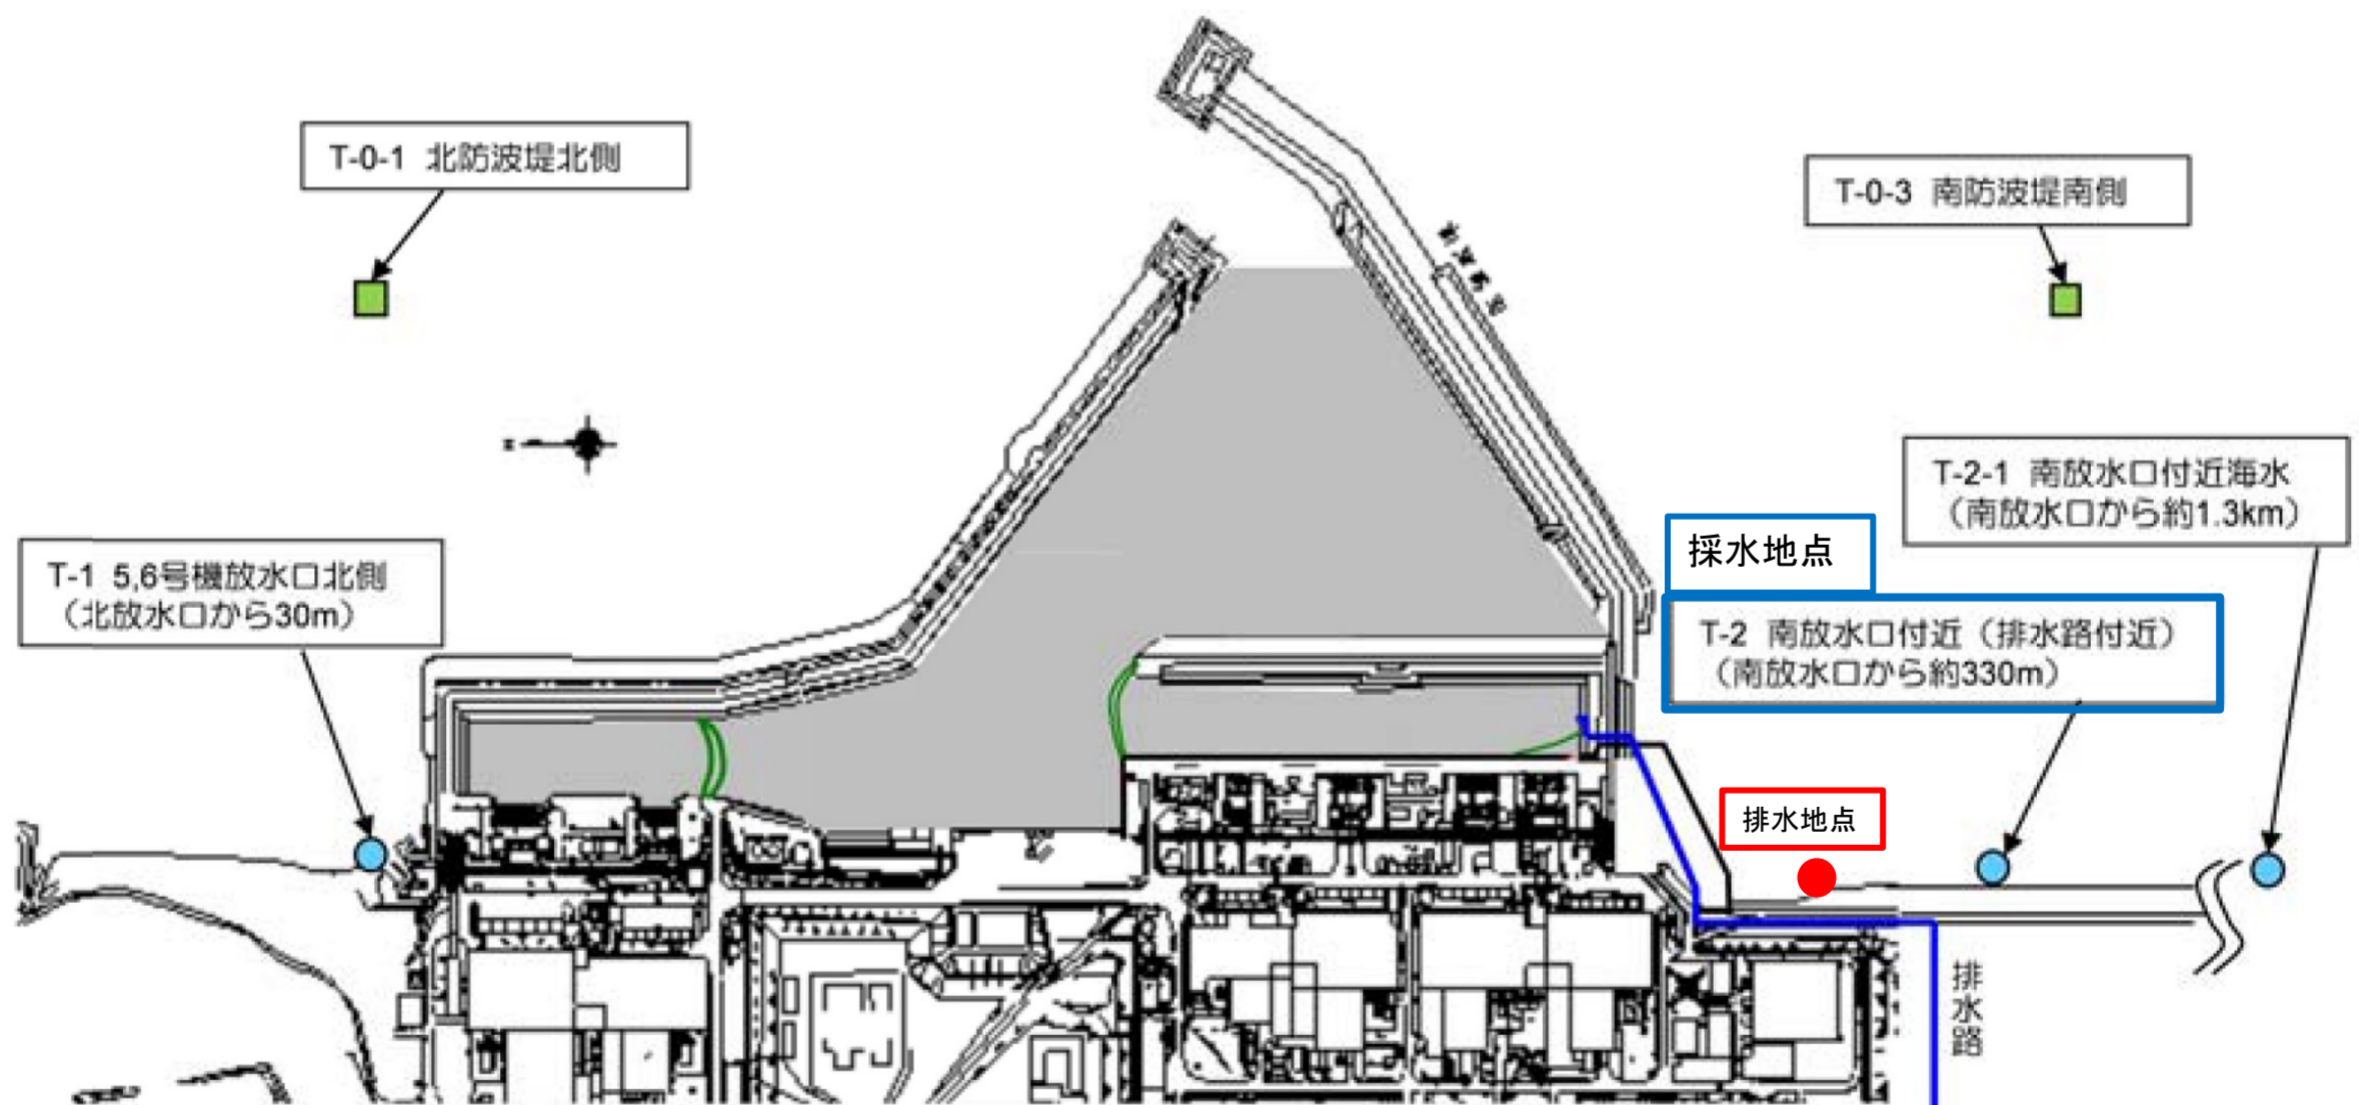 T-0-1 北防波堤北側
T-0-3 南防波堤南側
T-2-1 南放水口付近海水
（南放水口から約1.3km）
採水地点
T-1 5,6号機放水口北側
（北放水口から30m）
T-2 南放水口付近（排水路付近）
（南放水口から約330m）
排水地点
排水路